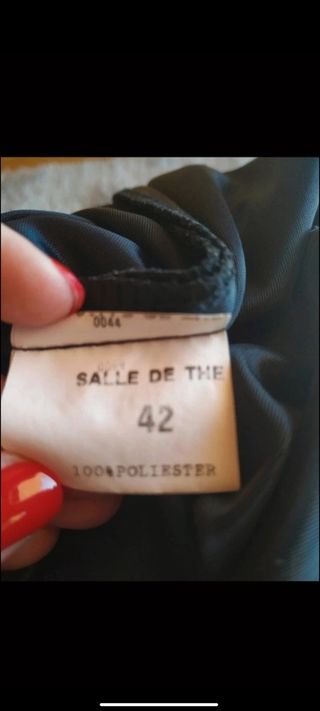 0044
SALLE DE THE
42
100%POLIESTER